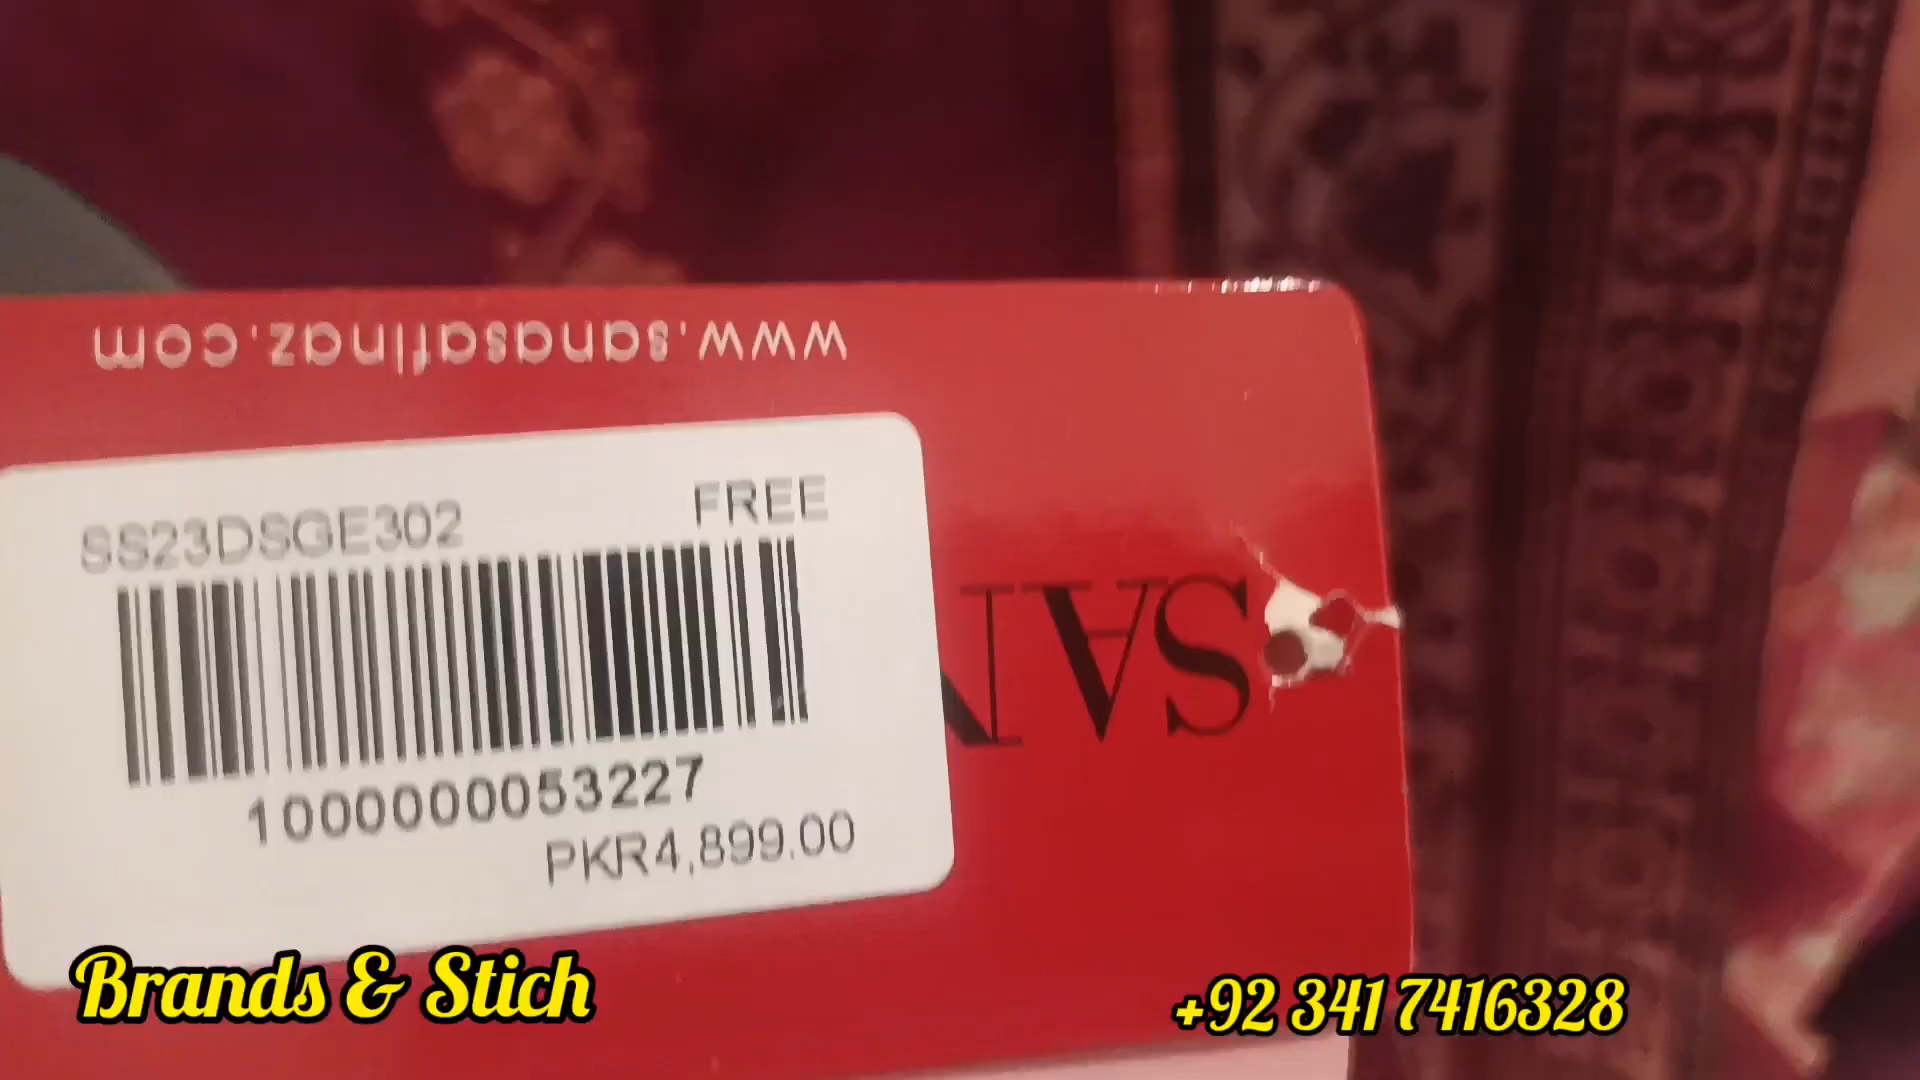 www.sanasafinaz.com
SS23DSGE302 FREE
SAN
1000000053227
PKR4,899.00
Brands & Stich
+92 341 7416328